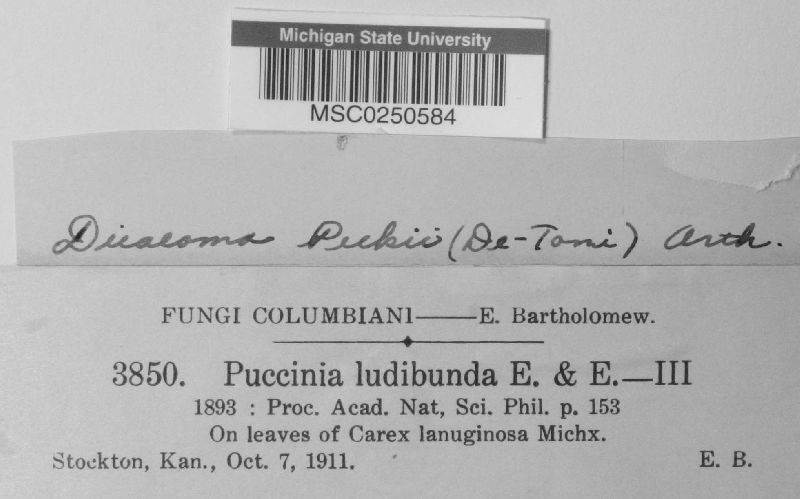 Michigan State University
MSC0250584
Dicaeoma Peckii (De-Toni) Arth.
FUNGI COLUMBIANI—E. Bartholomew.
3850. Puccinia ludibunda E. & E.—III
1893 : Proc. Acad. Nat, Sci. Phil. p. 153
On leaves of Carex lanuginosa Michx.
Stockton, Kan., Oct. 7, 1911. E. B.